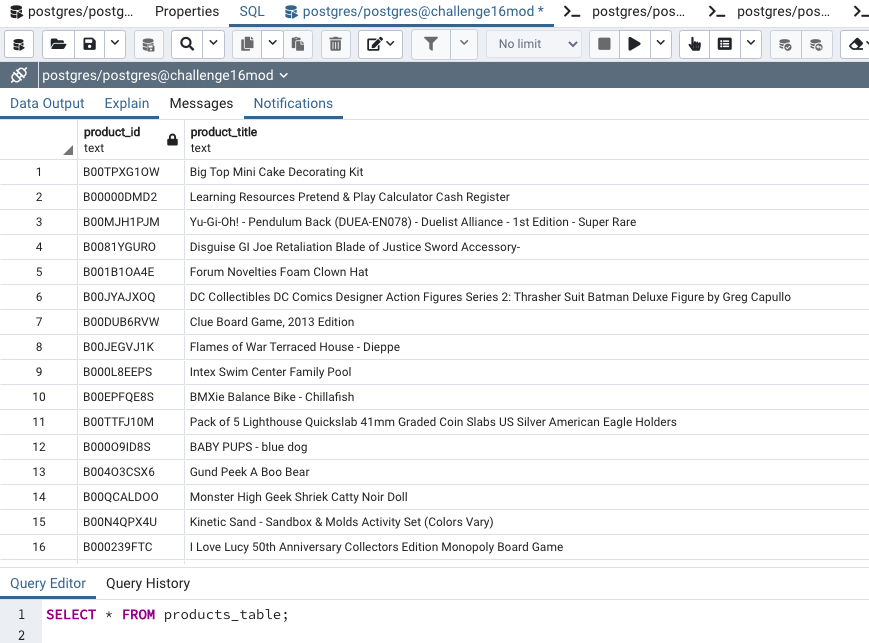 postgres/postg... Properties SQL postgres/postgres@challenge16mod * postgres/pos... postgres/pos...
No limit
postgres/postgres@challenge16mod
Data Output Explain Messages Notifications
product_id product_title
text text
1 B00TPXG1OW Big Top Mini Cake Decorating Kit
2 B00000DMD2 Learning Resources Pretend & Play Calculator Cash Register
3 B00MJH1PJM Yu-Gi-Oh! - Pendulum Back (DUEA-EN078) - Duelist Alliance - 1st Edition - Super Rare
4 B0081YGURO Disguise GI Joe Retaliation Blade of Justice Sword Accessory-
5 B001B1OA4E Forum Novelties Foam Clown Hat
6 B00JYAJXOQ DC Collectibles DC Comics Designer Action Figures Series 2: Thrasher Suit Batman Deluxe Figure by Greg Capullo
7 B00DUB6RVW Clue Board Game, 2013 Edition
8 B00JEGVJ1K Flames of War Terraced House - Dieppe
9 B000L8EEPS Intex Swim Center Family Pool
10 B00EPFQE8S BMXie Balance Bike - Chillafish
11 B00TTFJ10M Pack of 5 Lighthouse Quickslab 41mm Graded Coin Slabs US Silver American Eagle Holders
12 B000O9ID8S BABY PUPS - blue dog
13 B004O3CSX6 Gund Peek A Boo Bear
14 B00QCALDOO Monster High Geek Shriek Catty Noir Doll
15 B00N4QPX4U Kinetic Sand - Sandbox & Molds Activity Set (Colors Vary)
16 B000239FTC I Love Lucy 50th Anniversary Collectors Edition Monopoly Board Game
Query Editor Query History
1 SELECT * FROM products_table;
2